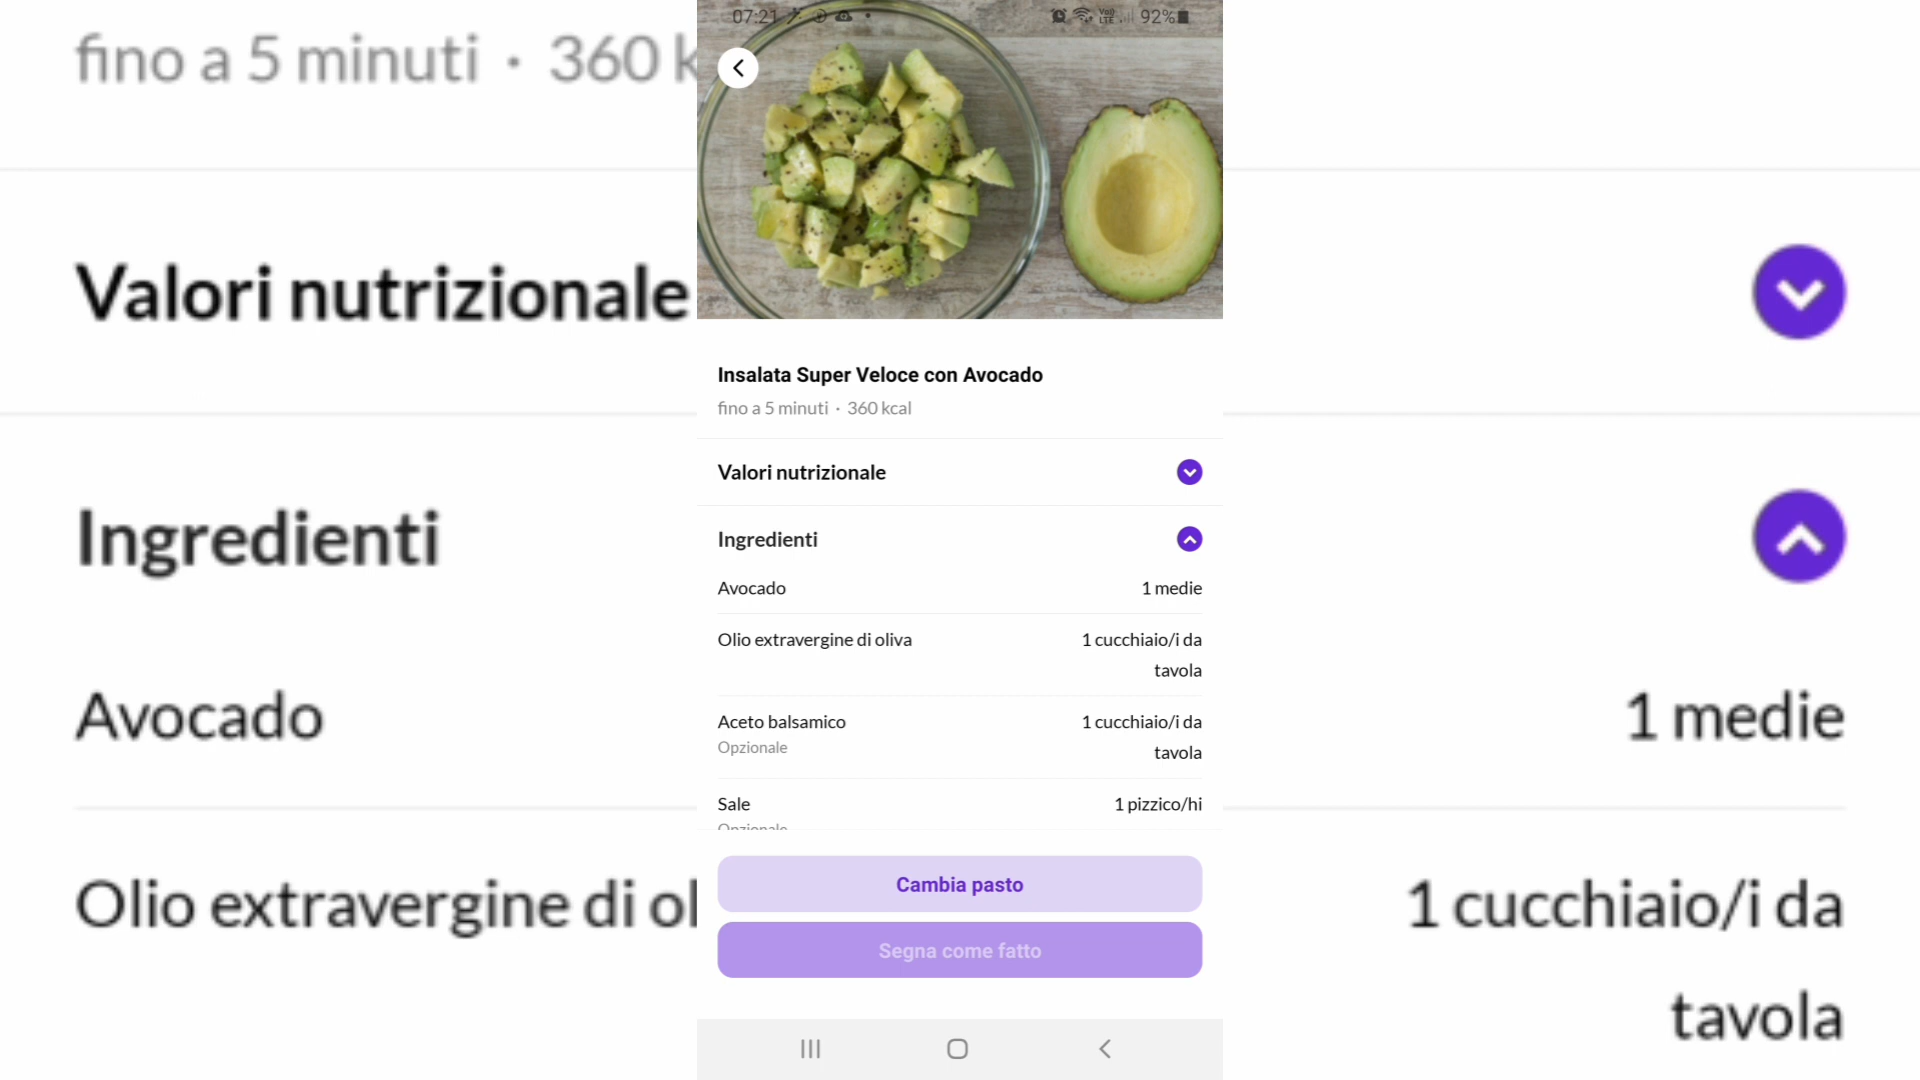 fino a 5 minuti · 360 k
Valori nutrizionale
Ingredienti
Avocado
1 medie
Olio extravergine di ol
1 cucchiaio/i da
tavola
07:21
92%
Insalata Super Veloce con Avocado
fino a 5 minuti · 360 kcal
Valori nutrizionale
Ingredienti
Avocado
1 medie
Olio extravergine di oliva
1 cucchiaio/i da
tavola
Aceto balsamico
1 cucchiaio/i da
Opzionale
tavola
Sale
1 pizzico/hi
Opzionale
Cambia pasto
Segna come fatto